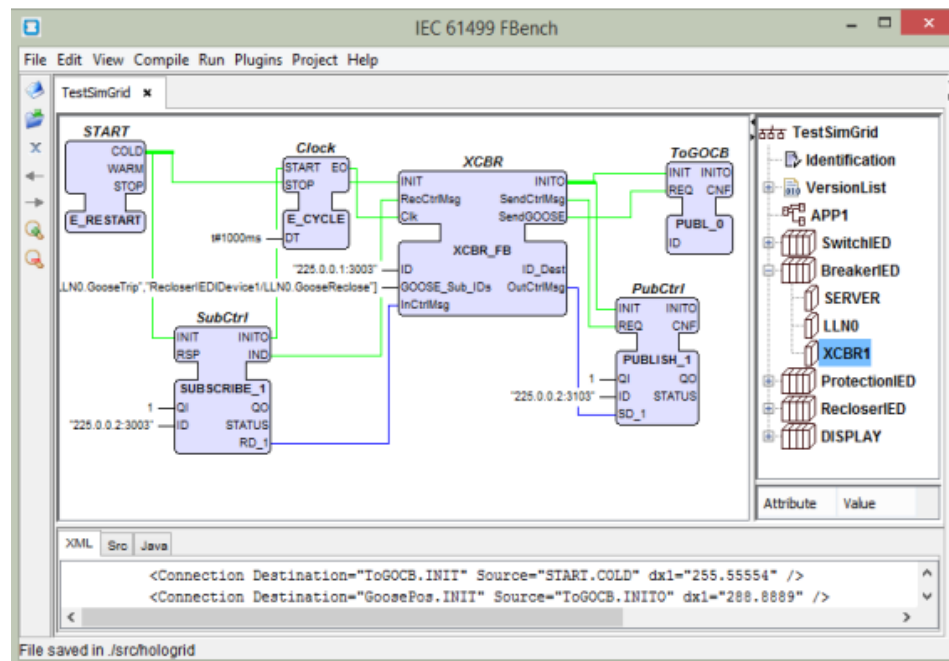 IEC 61499 FBench
File Edit View Compile Run Plugins Project Help
TestSimGrid
START
COLD
WARM
STOP
E_RESTART
Clock
START EO
STOP
E_CYCLE
t#1000ms DT
XCBR
INIT INITO
RecCtrlMsg SendCtrlMsg
Clk SendGOOSE
XCBR_FB
"225.0.0.1:3003" ID ID_Dest
.LN0.GooseTrip","RecloserIEDIDevice1/LLN0.GooseReclose"] GOOSE_Sub_IDs OutCtrlMsg
InCtrlMsg
ToGOCB
INIT INITO
REQ CNF
PUBL_0
ID
SubCtrl
INIT INITO
RSP IND
SUBSCRIBE_1
1 QI QO
"225.0.0.2:3003" ID STATUS
RD_1
PubCtrl
INIT INITO
REQ CNF
PUBLISH_1
1 QI QO
"225.0.0.2:3103" ID STATUS
SD_1
TestSimGrid
Identification
VersionList
APP1
SwitchIED
BreakerIED
SERVER
LLN0
XCBR1
ProtectionIED
RecloserIED
DISPLAY
Attribute Value
XML Src Java
<Connection Destination="ToGOCB.INIT" Source="START.COLD" dx1="255.55554" />
<Connection Destination="GoosePos.INIT" Source="ToGOCB.INITO" dx1="288.8889" />
File saved in ./src/hologrid